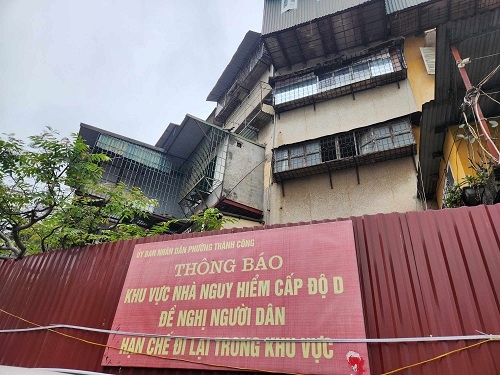 ỦY BAN NHÂN DÂN PHƯỜNG THÀNH CÔNG
THÔNG BÁO
KHU VỰC NHÀ NGUY HIỂM CẤP ĐỘ D
ĐỀ NGHỊ NGƯỜI DÂN
HẠN CHẾ ĐI LẠI TRONG KHU VỰC